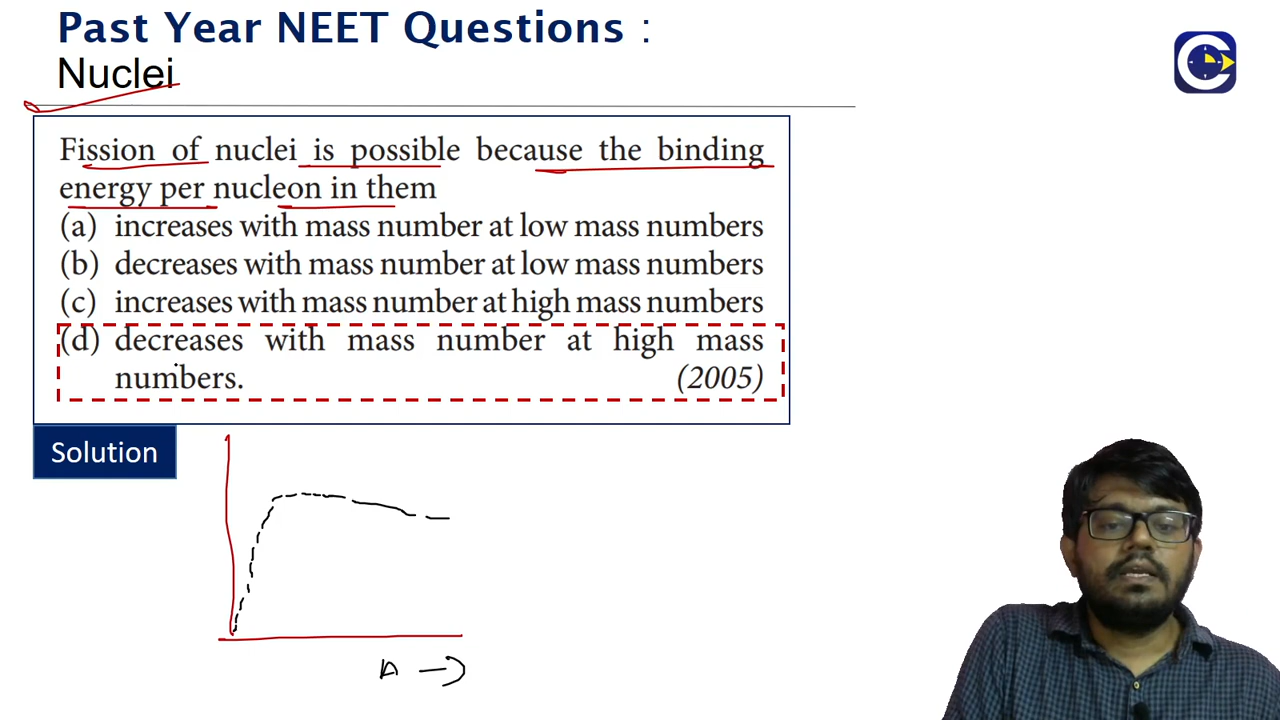 Past Year NEET Questions :
Nuclei
Fission of nuclei is possible because the binding
energy per nucleon in them
(a) increases with mass number at low mass numbers
(b) decreases with mass number at low mass numbers
(c) increases with mass number at high mass numbers
(d) decreases with mass number at high mass
numbers. (2005)
Solution
A